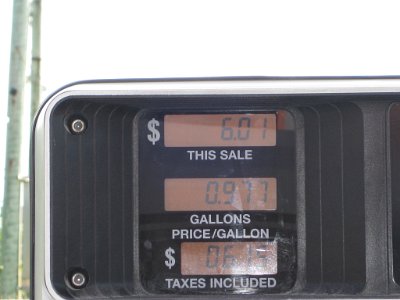 $ 6.01
THIS SALE
0.977
GALLONS
PRICE/GALLON
$
TAXES INCLUDED